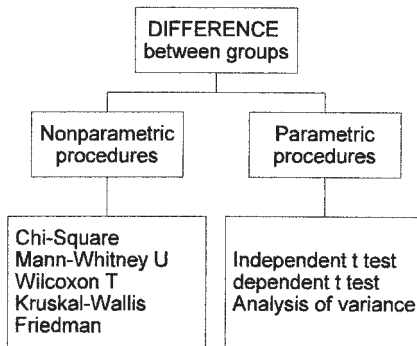 DIFFERENCE
between groups
Nonparametric
procedures
Parametric
procedures
Chi-Square
Mann-Whitney U
Wilcoxon T
Kruskal-Wallis
Friedman
Independent t test
dependent t test
Analysis of variance